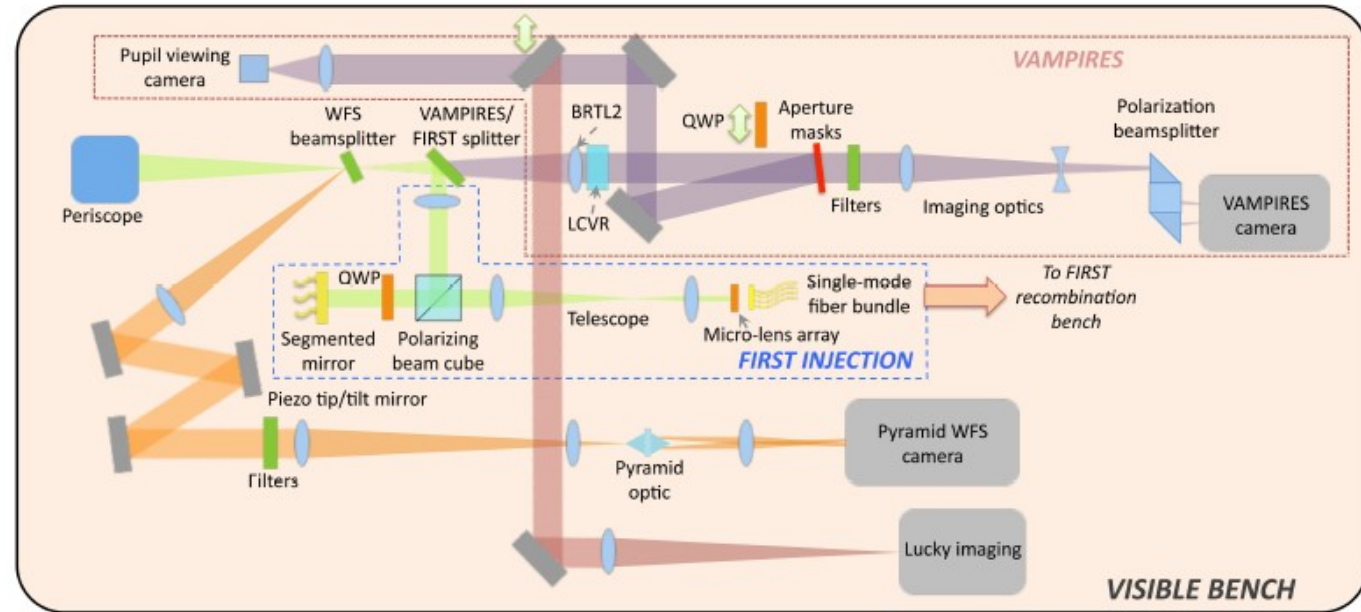 VAMPIRES
Pupil viewing
camera
WFS
beamsplitter
VAMPIRES/
FIRST splitter
BRTL2
QWP
Aperture
masks
Polarization
beamsplitter
Periscope
LCVR
Filters
Imaging optics
VAMPIRES
camera
QWP
Segmented
mirror
Polarizing
beam cube
Telescope
Single-mode
fiber bundle
Micro-lens array
FIRST INJECTION
To FIRST
recombination
bench
Piezo tip/tilt mirror
Filters
Pyramid
optic
Pyramid WFS
camera
Lucky imaging
VISIBLE BENCH